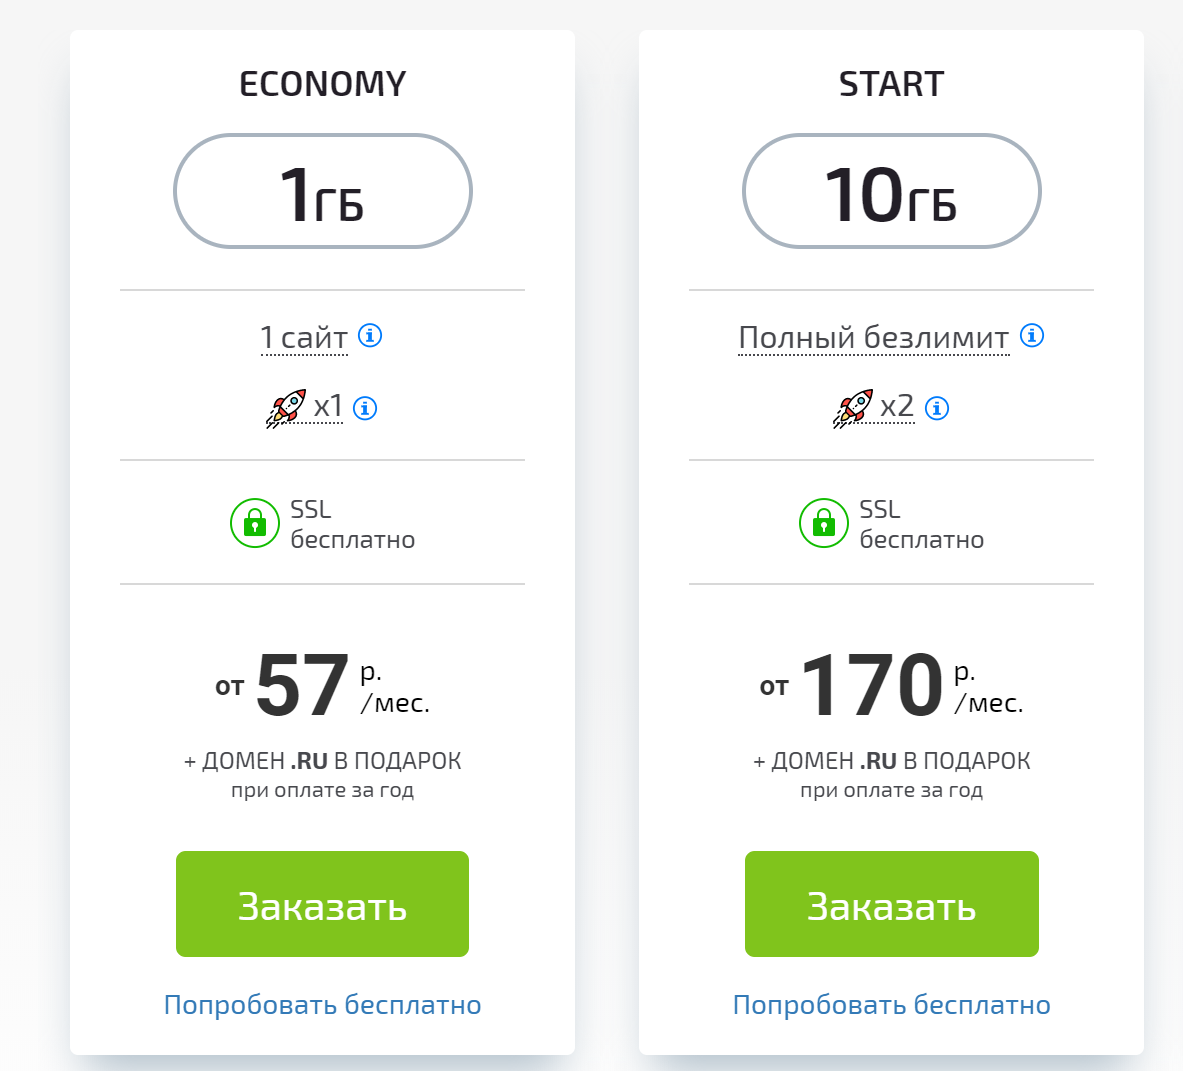 ECONOMY
1ГБ
1 сайт
x1
SSL
бесплатно
от 57 р.
/мес.
+ ДОМЕН .RU В ПОДАРОК
при оплате за год
Заказать
Попробовать бесплатно
START
10ГБ
Полный безлимит
x2
SSL
бесплатно
от 170 р.
/мес.
+ ДОМЕН .RU В ПОДАРОК
при оплате за год
Заказать
Попробовать бесплатно